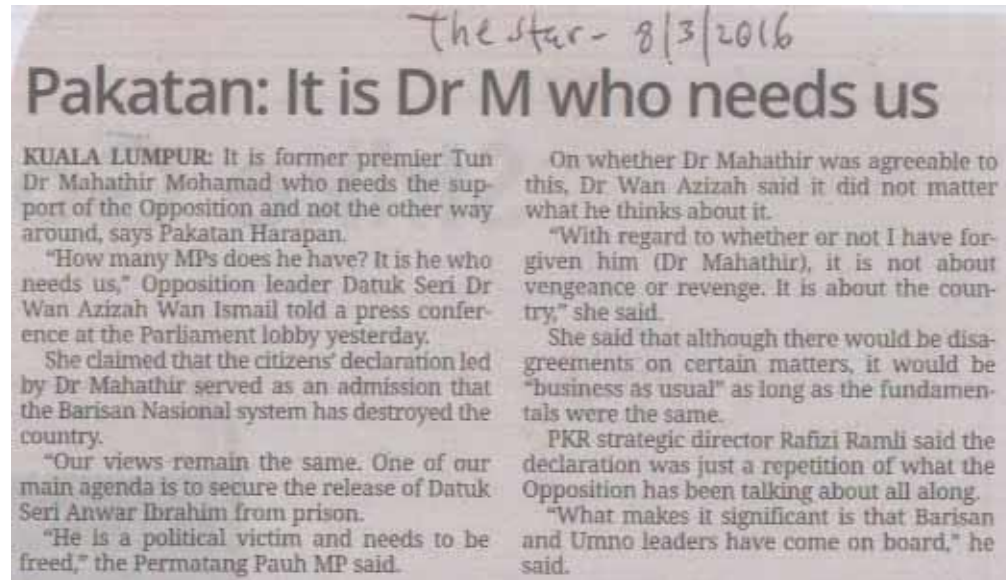 The Star - 8/3/2016
Pakatan: It is Dr M who needs us
KUALA LUMPUR: It is former premier Tun
Dr Mahathir Mohamad who needs the sup-
port of the Opposition and not the other way
around, says Pakatan Harapan.
"How many MPs does he have? It is he who
needs us," Opposition leader Datuk Seri Dr
Wan Azizah Wan Ismail told a press confer-
ence at the Parliament lobby yesterday.
She claimed that the citizens' declaration led
by Dr Mahathir served as an admission that
the Barisan Nasional system has destroyed the
country.
"Our views remain the same. One of our
main agenda is to secure the release of Datuk
Seri Anwar Ibrahim from prison.
"He is a political victim and needs to be
freed," the Permatang Pauh MP said.
On whether Dr Mahathir was agreeable to
this, Dr Wan Azizah said it did not matter
what he thinks about it.
"With regard to whether or not I have for-
given him (Dr Mahathir), it is not about
vengeance or revenge. It is about the coun-
try," she said.
She said that although there would be disa-
greements on certain matters, it would be
"business as usual" as long as the fundamen-
tals were the same.
PKR strategic director Rafizi Ramli said the
declaration was just a repetition of what the
Opposition has been talking about all along.
"What makes it significant is that Barisan
and Umno leaders have come on board," he
said.